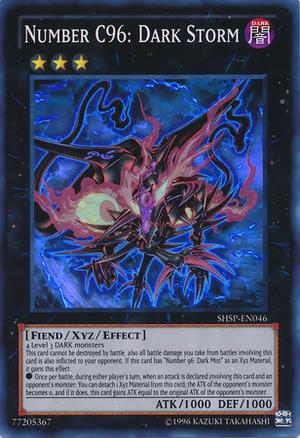 NUMBER C96: DARK STORM
DARK
闇
SHSP-EN046
[FIEND/XYZ/EFFECT]
4 Level 3 DARK monsters
This card cannot be destroyed by battle, also all battle damage you take from battles involving this
card is also inflicted to your opponent. If this card has "Number 96: Dark Mist" as an Xyz Material,
it gains this effect.
● Once per battle, during either player's turn, when an attack is declared involving this card and an
opponent's monster: You can detach 1 Xyz Material from this card; the ATK of the opponent's monster
becomes 0, and if it does, this card gains ATK equal to the original ATK of the opponent's monster.
ATK/1000 DEF/1000
77205367
©1996 KAZUKI TAKAHASHI